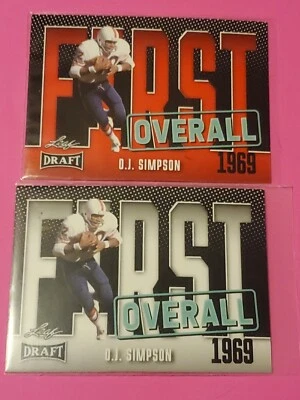 FIRST
OVERALL
Leaf
DRAFT
O.J. SIMPSON
1969
FIRST
OVERALL
Leaf
DRAFT
O.J. SIMPSON
1969